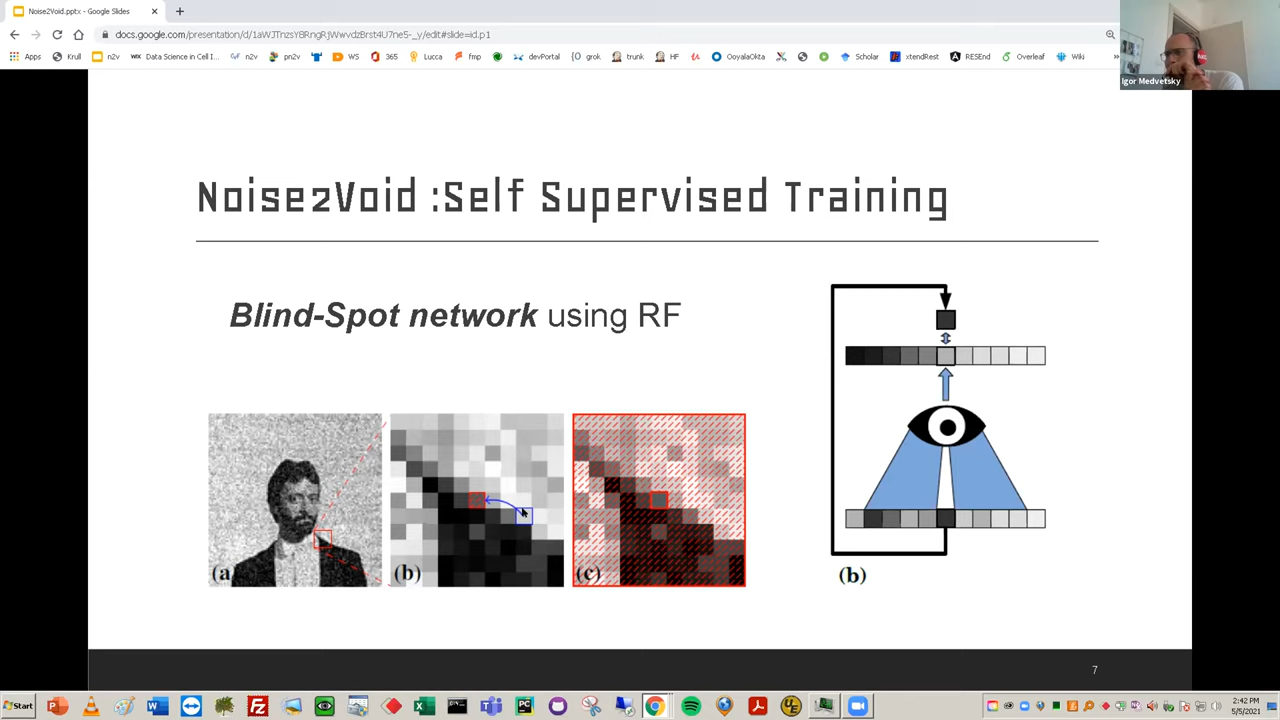 Noise2Void.pptx - Google Slides
docs.google.com/presentation/d/1aWJTnzsY8RngRjWwvdzBrst4U7ne5-_y/edit#slide=id.p1
Apps Krull n2v Data Science in Cell I... n2v pn2v WS 365 Lucca fmp devPortal grok trunk HF OoyalaOkta Scholar xtendRest RESEnd Overleaf Wiki »
Igor Medvetsky
Noise2Void :Self Supervised Training
Blind-Spot network using RF
(a) (b) (c) (b)
7
Start
2:42 PM
5/5/2021